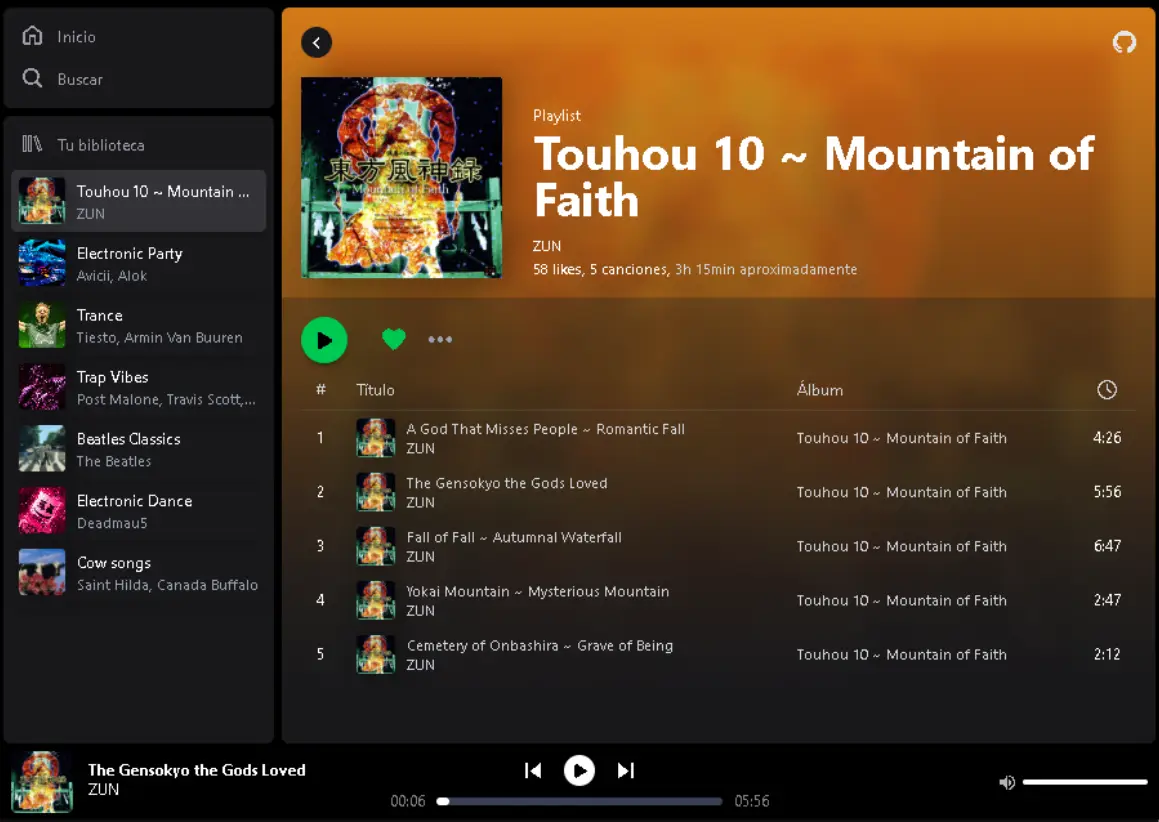 Inicio
Buscar
Tu biblioteca
Touhou 10 ~ Mountain ...
ZUN
Electronic Party
Avicii, Alok
Trance
Tiesto, Armin Van Buuren
Trap Vibes
Post Malone, Travis Scott,...
Beatles Classics
The Beatles
Electronic Dance
Deadmau5
Cow songs
Saint Hilda, Canada Buffalo
東方風神録
Mountain of Faith
Playlist
Touhou 10 ~ Mountain of
Faith
ZUN
58 likes, 5 canciones, 3h 15min aproximadamente
# Título Álbum
1 A God That Misses People ~ Romantic Fall Touhou 10 ~ Mountain of Faith 4:26
ZUN
2 The Gensokyo the Gods Loved Touhou 10 ~ Mountain of Faith 5:56
ZUN
3 Fall of Fall ~ Autumnal Waterfall Touhou 10 ~ Mountain of Faith 6:47
ZUN
4 Yokai Mountain ~ Mysterious Mountain Touhou 10 ~ Mountain of Faith 2:47
ZUN
5 Cemetery of Onbashira ~ Grave of Being Touhou 10 ~ Mountain of Faith 2:12
ZUN
The Gensokyo the Gods Loved
ZUN
00:06 05:56